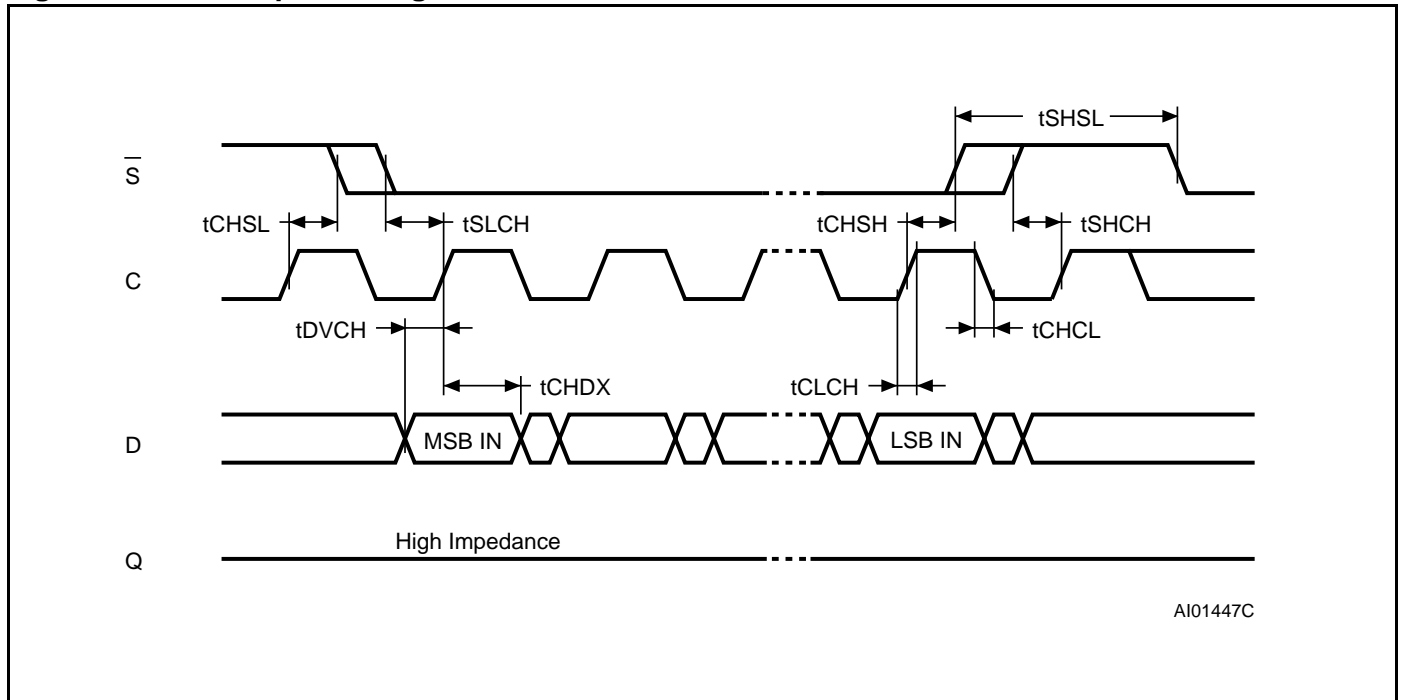 tSHSL
S̅
tCHSL
tSLCH
tCHSH
tSHCH
C
tDVCH
tCHCL
tCHDX
tCLCH
D
MSB IN
LSB IN
High Impedance
Q
AI01447C